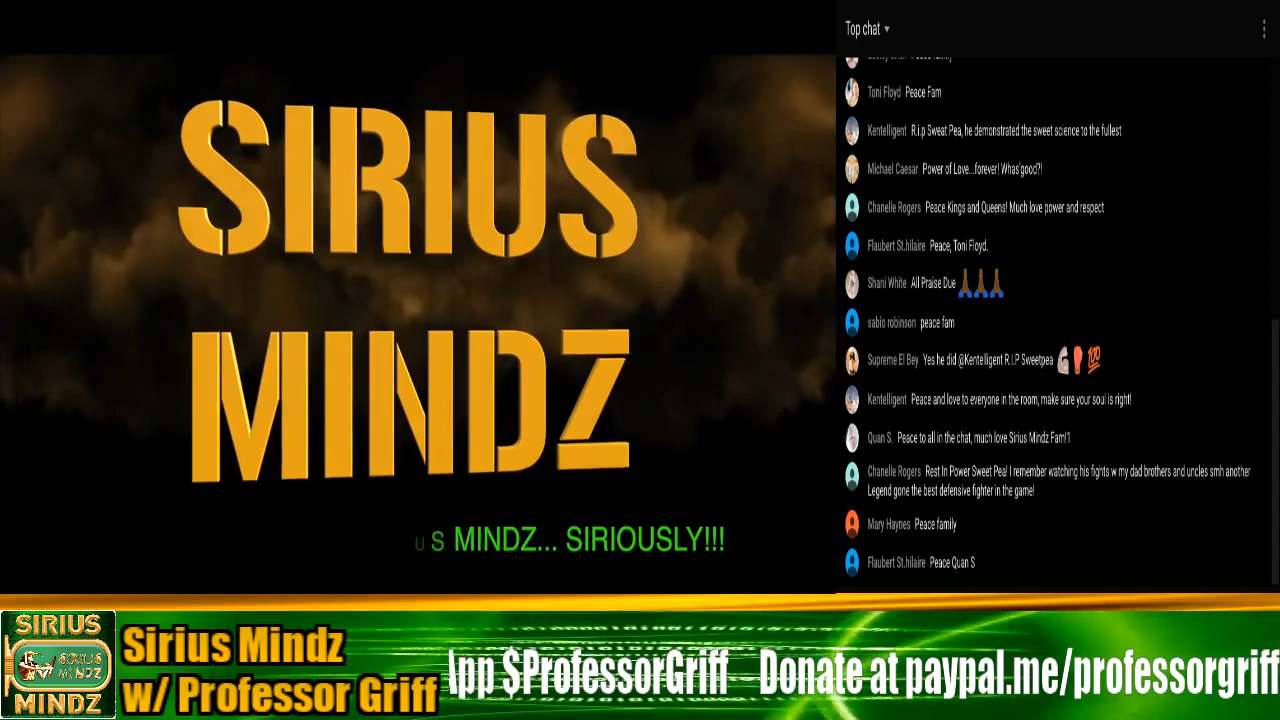 SIRIUS
MINDZ
U S MINDZ... SIRIOUSLY!!!
Top chat
Toni Floyd Peace Fam
Kentelligent R.i.p Sweat Pea, he demonstrated the sweet science to the fullest
Michael Caesar Power of Love...forever! Whas'good?!
Chanelle Rogers Peace Kings and Queens! Much love power and respect
Flaubert St.hilaire Peace, Toni Floyd.
Shani White All Praise Due 🙏🏾🙏🏾🙏🏾
sabio robinson peace fam
Supreme El Bey Yes he did @Kentelligent R.I.P Sweetpea 💪🥊💯
Kentelligent Peace and love to everyone in the room, make sure your soul is right!
Quan S. Peace to all in the chat, much love Sirius Mindz Fam!1
Chanelle Rogers Rest In Power Sweet Pea! I remember watching his fights w my dad brothers and uncles smh another
Legend gone the best defensive fighter in the game!
Mary Haynes Peace family
Flaubert St.hilaire Peace Quan S
SIRIUS
SIRIUS
MINDZ
MINDZ
Sirius Mindz
w/ Professor Griff
App $ProfessorGriff Donate at paypal.me/professorgriff